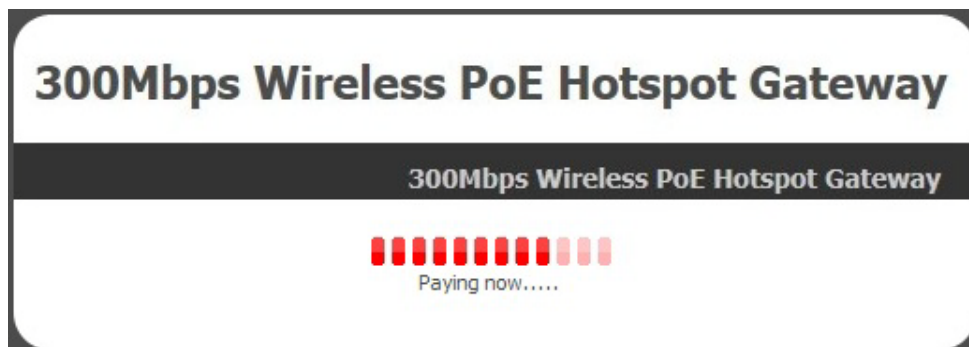 300Mbps Wireless PoE Hotspot Gateway
300Mbps Wireless PoE Hotspot Gateway
Paying now.....